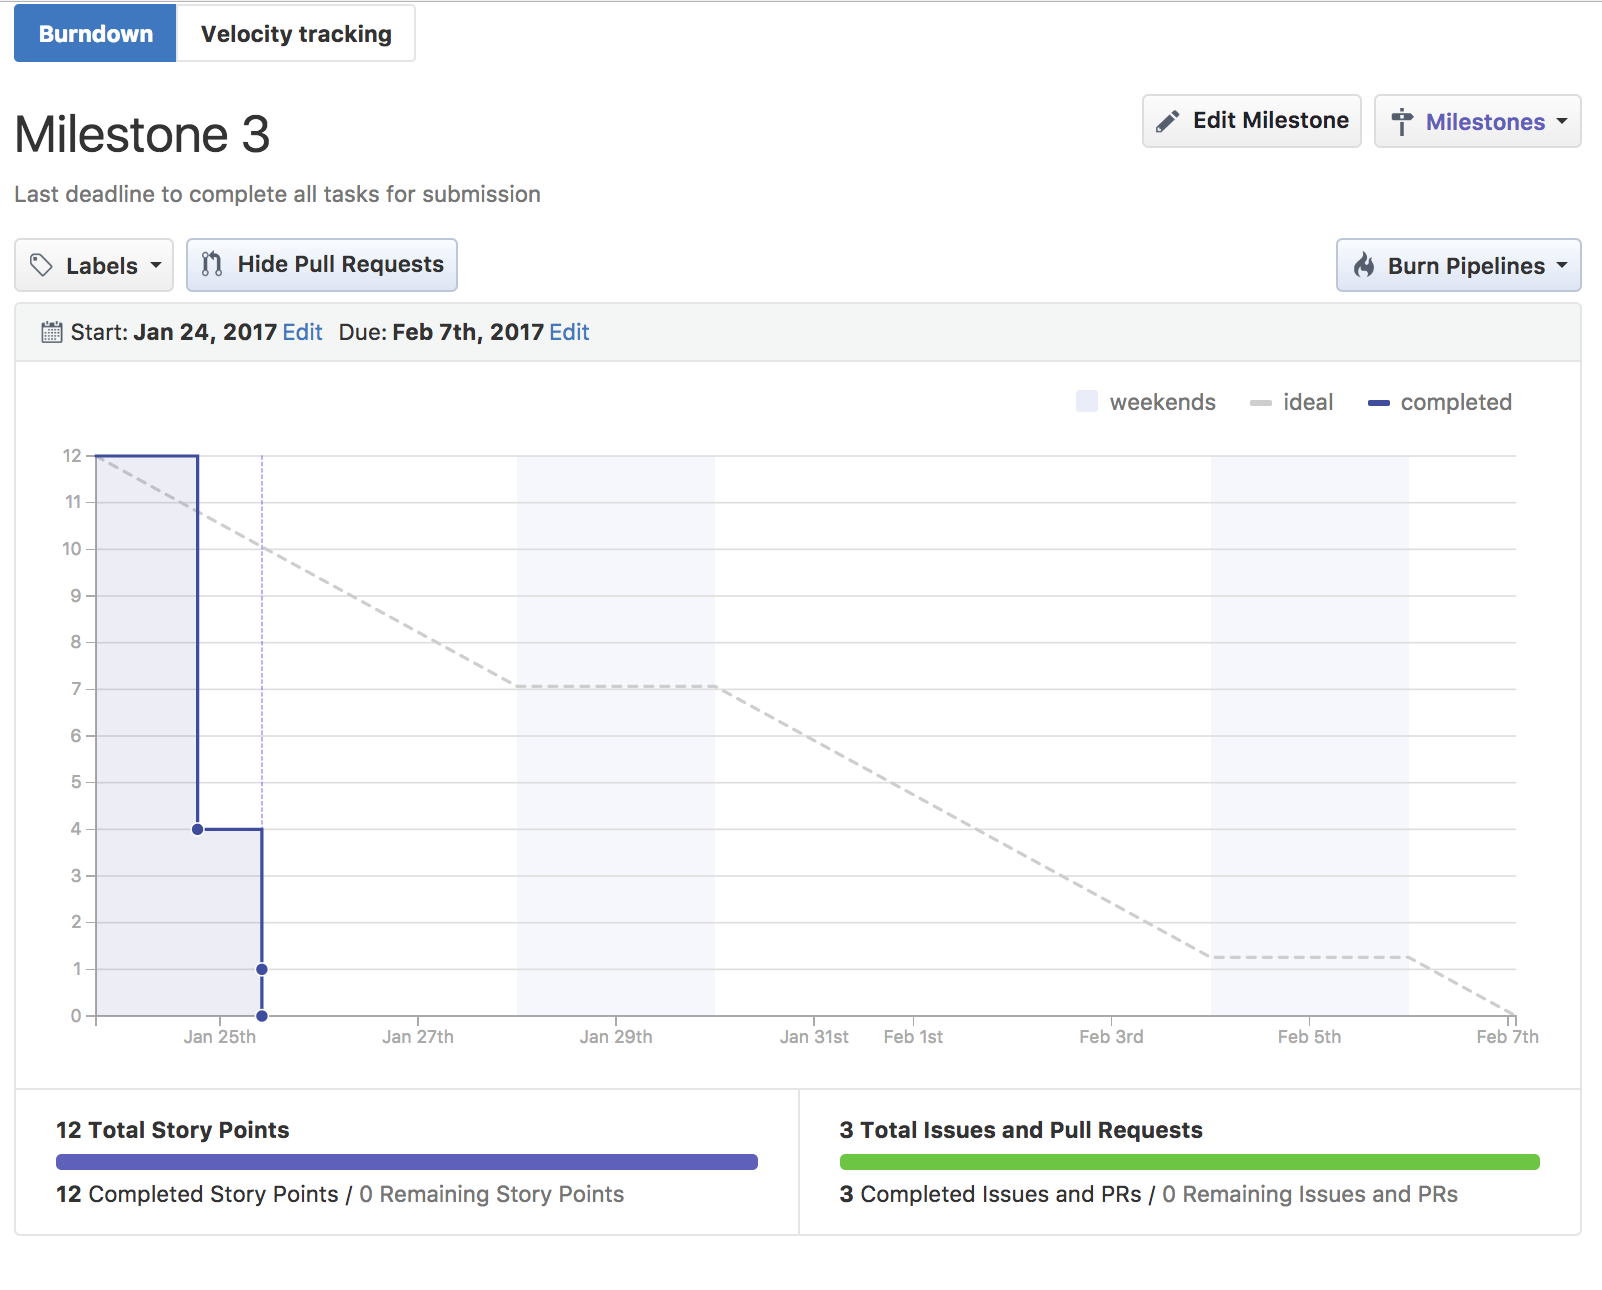 Burndown Velocity tracking
Milestone 3
Edit Milestone Milestones
Last deadline to complete all tasks for submission
Labels Hide Pull Requests Burn Pipelines
Start: Jan 24, 2017 Edit Due: Feb 7th, 2017 Edit
weekends ideal completed
12
11
10
9
8
7
6
5
4
3
2
1
0
Jan 25th Jan 27th Jan 29th Jan 31st Feb 1st Feb 3rd Feb 5th Feb 7th
12 Total Story Points
12 Completed Story Points / 0 Remaining Story Points
3 Total Issues and Pull Requests
3 Completed Issues and PRs / 0 Remaining Issues and PRs